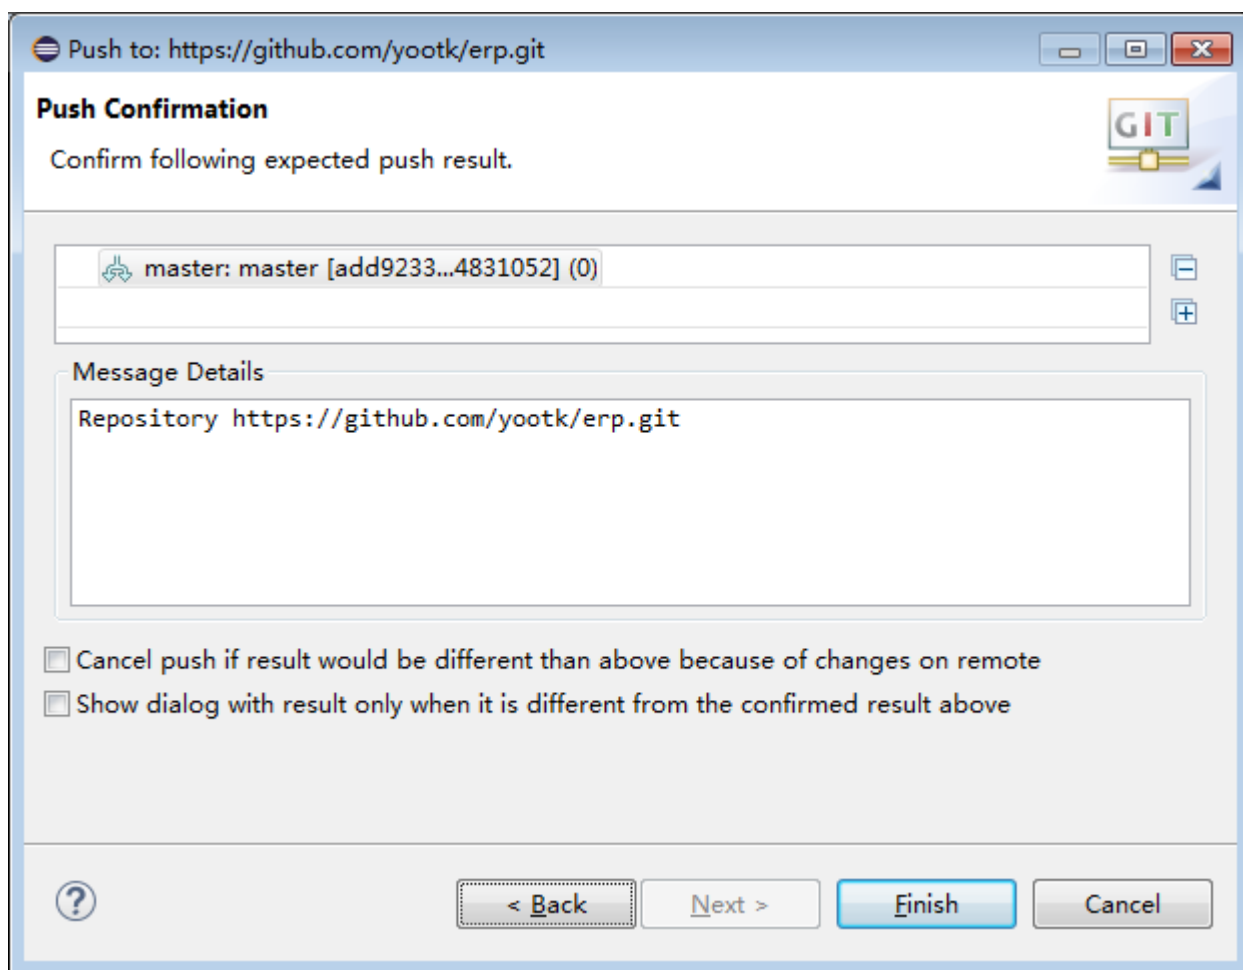 Push to: https://github.com/yootk/erp.git
Push Confirmation
Confirm following expected push result.
GIT
master: master [add9233...4831052] (0)
Message Details
Repository https://github.com/yootk/erp.git
Cancel push if result would be different than above because of changes on remote
Show dialog with result only when it is different from the confirmed result above
?
< Back
Next >
Finish
Cancel